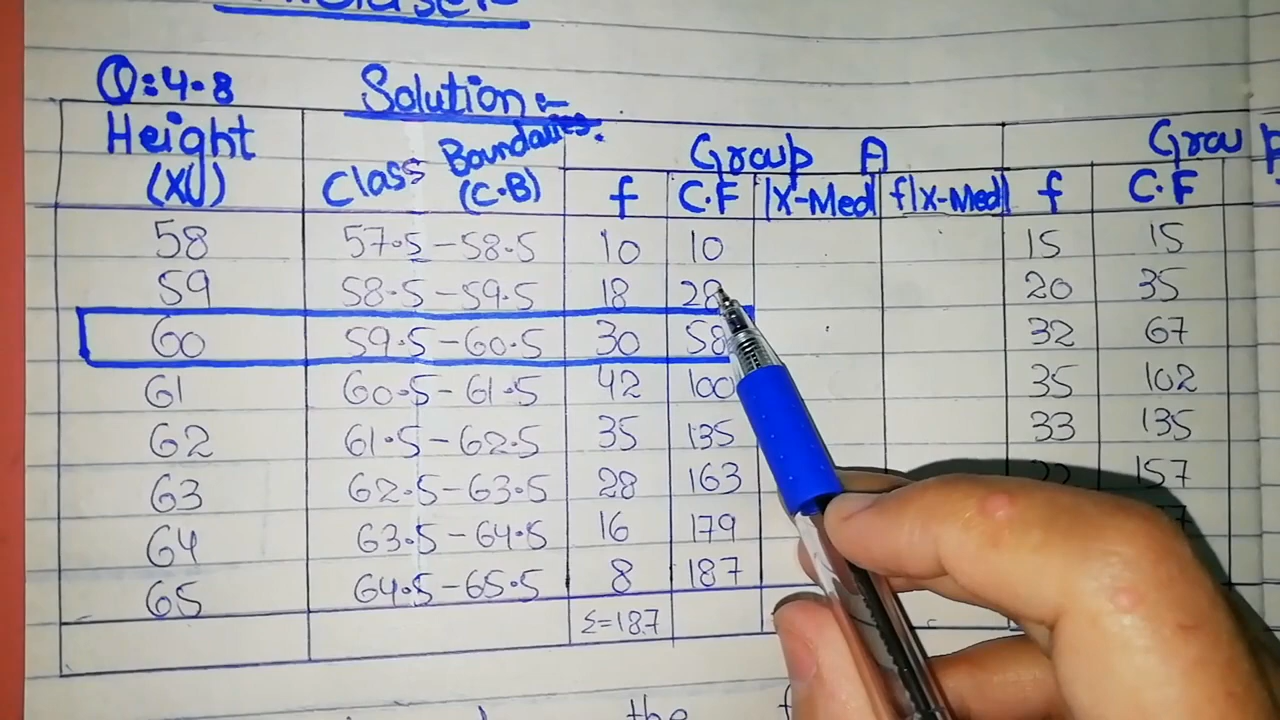 Q:4.8 Solution:-
Height (X) Class Boundaries. (C.B) Group A Group
f C.F |X-Med| f|X-Med| f C.F
58 57.5-58.5 10 10 15 15
59 58.5-59.5 18 28 20 35
60 59.5-60.5 30 58 32 67
61 60.5-61.5 42 100 35 102
62 61.5-62.5 35 135 33 135
63 62.5-63.5 28 163 157
64 63.5-64.5 16 179
65 64.5-65.5 8 187
Σ=187
the